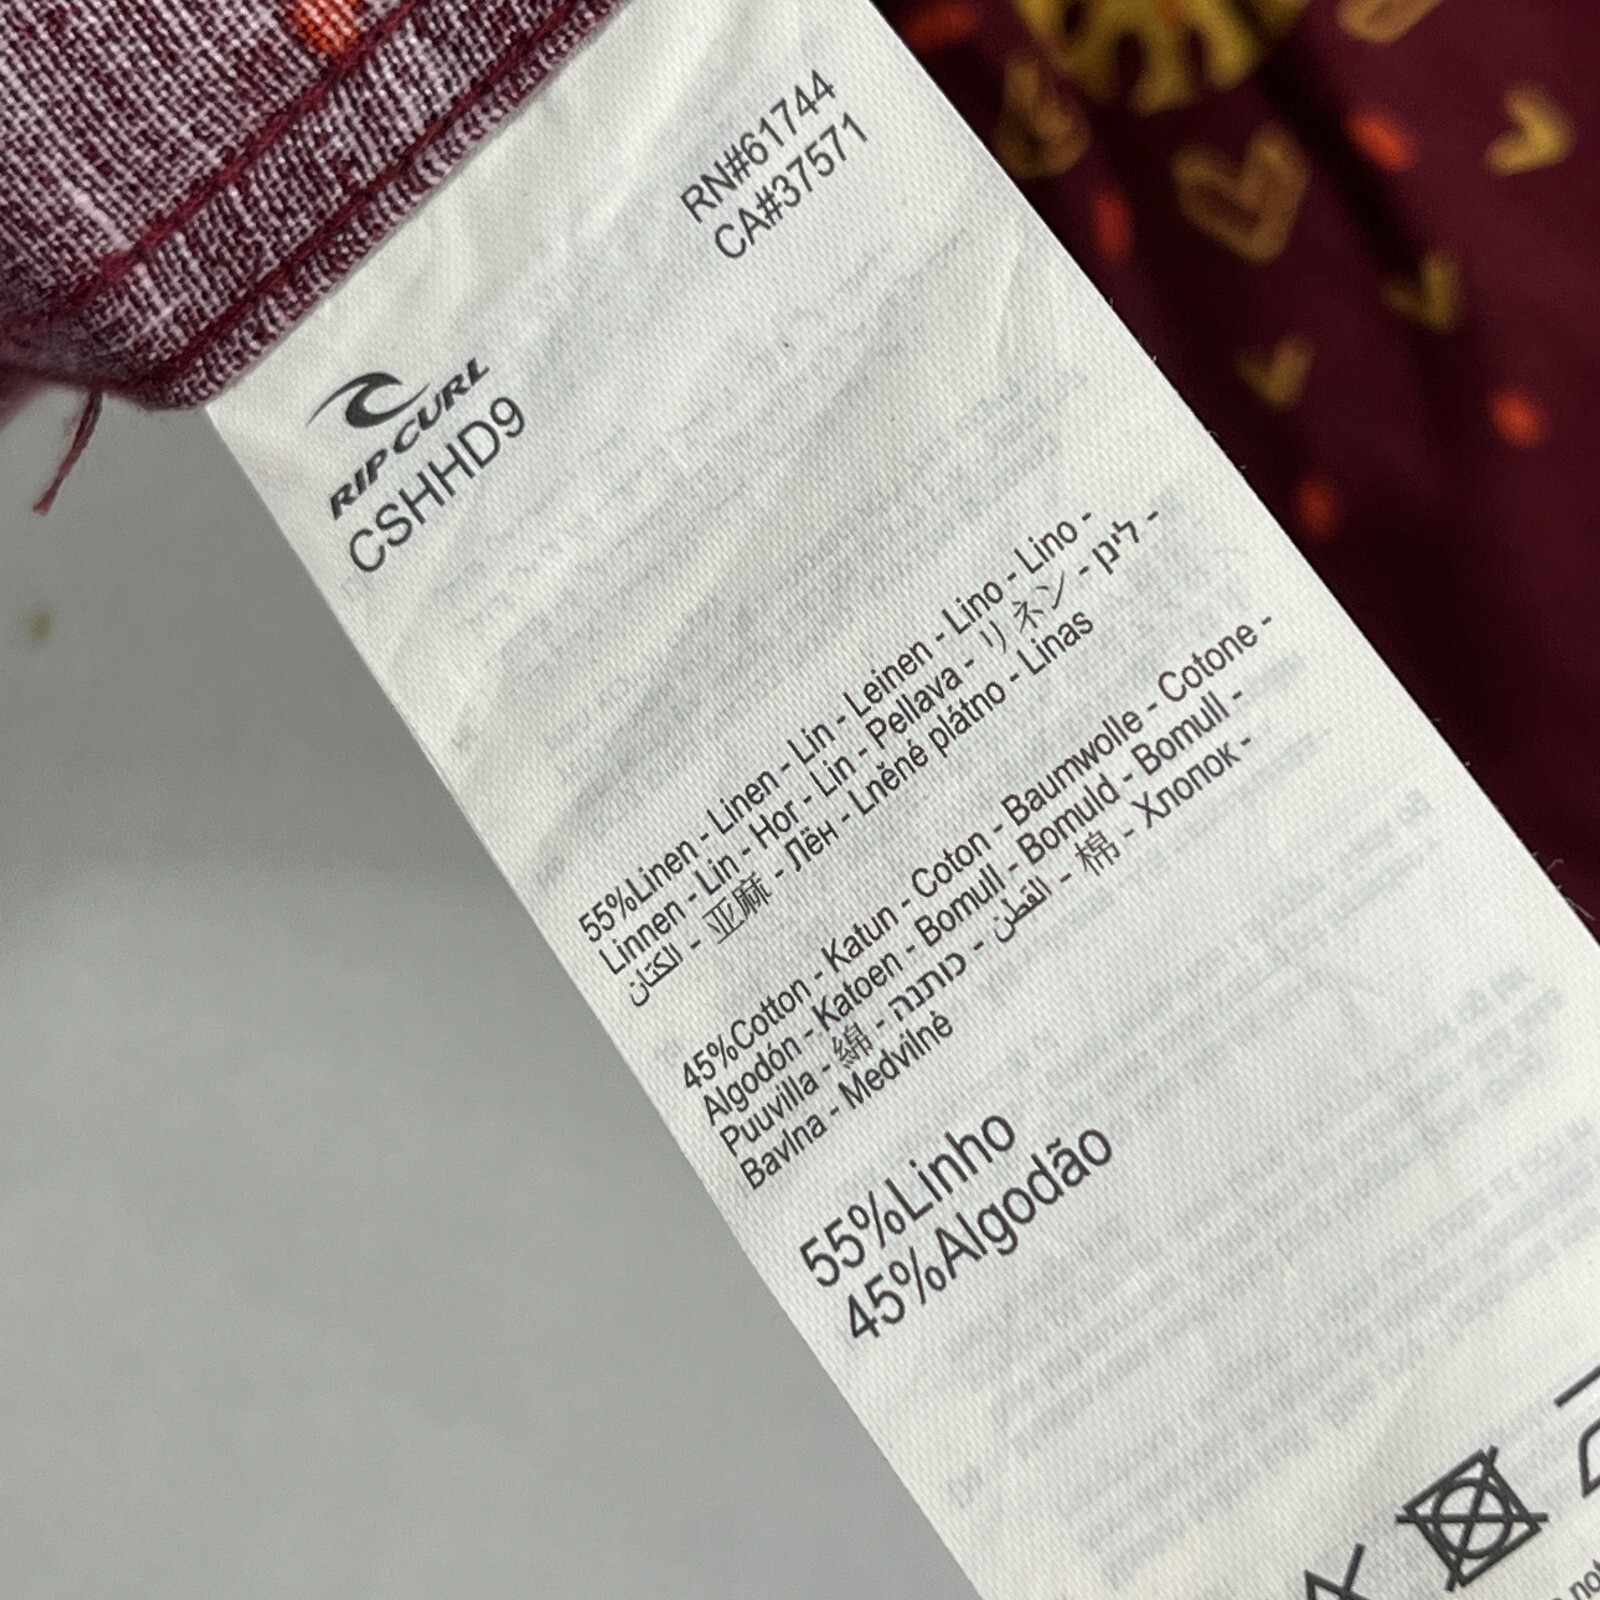 RN#61744
CA#37571
RIP CURL
CSHHD9
55%Linen - Linen - Lin - Leinen - Lino - Lino -
Linnen - Lin - Hor - Lin - Pellava - リネン - לינן -
الكتان - 亚麻 - Лён - Lněné plátno - Linas
45%Cotton - Katun - Coton - Baumwolle - Cotone -
Algodón - Katoen - Bomull - Bomuld - Bomull -
Puuvilla - 綿 - כותנה - القطن - 棉 - Хлопок -
Bavlna - Medvilnė
55%Linho
45%Algodão